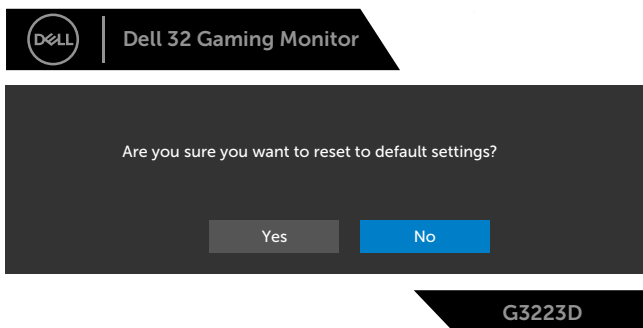 DELL
Dell 32 Gaming Monitor
Are you sure you want to reset to default settings?
Yes No
G3223D